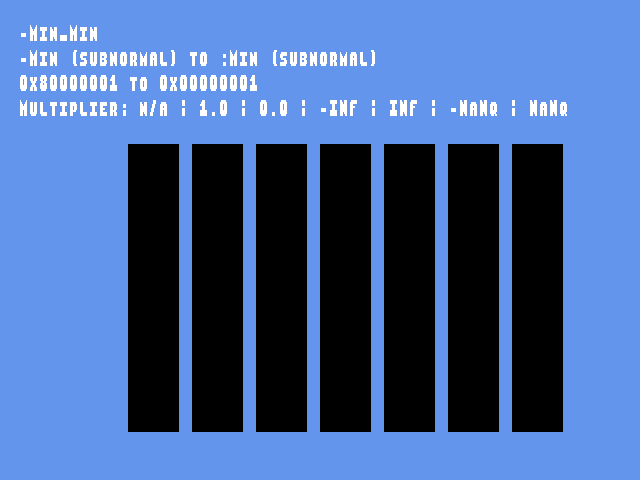 -Min_Min
-Min (subnormal) to :Min (subnormal)
0x80000001 to 0x00000001
Multiplier: n/a | 1.0 | 0.0 | -INF | INF | -NaNq | NaNq